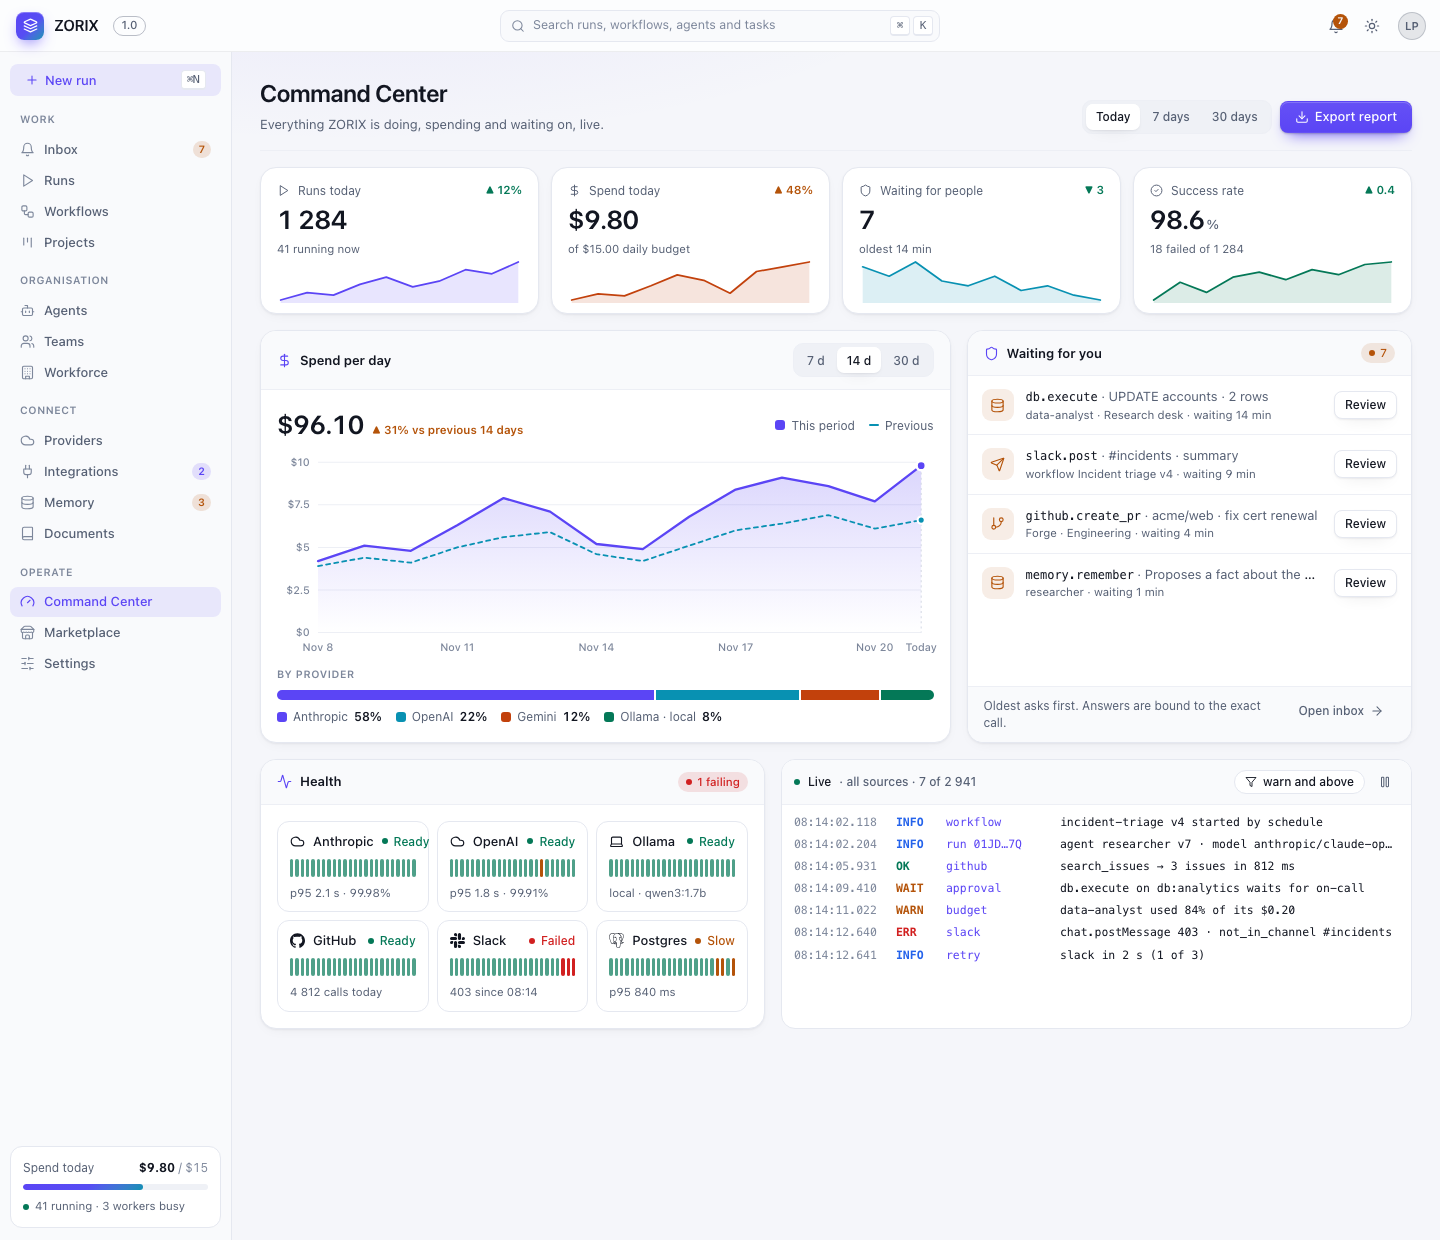 ZORIX 1.0
Search runs, workflows, agents and tasks ⌘ K
7
LP
New run ⌘N
WORK
Inbox 7
Runs
Workflows
Projects
ORGANISATION
Agents
Teams
Workforce
CONNECT
Providers
Integrations 2
Memory 3
Documents
OPERATE
Command Center
Marketplace
Settings
Spend today $9.80 / $15
41 running · 3 workers busy
Command Center
Everything ZORIX is doing, spending and waiting on, live.
Today 7 days 30 days Export report
Runs today ▲ 12%
1 284
41 running now
Spend today ▲ 48%
$9.80
of $15.00 daily budget
Waiting for people ▼ 3
7
oldest 14 min
Success rate ▲ 0.4
98.6 %
18 failed of 1 284
Spend per day 7 d 14 d 30 d
$96.10 ▲ 31% vs previous 14 days This period Previous
$10
$7.5
$5
$2.5
$0
Nov 8 Nov 11 Nov 14 Nov 17 Nov 20 Today
BY PROVIDER
Anthropic 58% OpenAI 22% Gemini 12% Ollama · local 8%
Waiting for you 7
db.execute · UPDATE accounts · 2 rows
data-analyst · Research desk · waiting 14 min
Review
slack.post · #incidents · summary
workflow Incident triage v4 · waiting 9 min
Review
github.create_pr · acme/web · fix cert renewal
Forge · Engineering · waiting 4 min
Review
memory.remember · Proposes a fact about the ...
researcher · waiting 1 min
Review
Oldest asks first. Answers are bound to the exact
call.
Open inbox →
Health 1 failing
Anthropic Ready
p95 2.1 s · 99.98%
OpenAI Ready
p95 1.8 s · 99.91%
Ollama Ready
local · qwen3:1.7b
GitHub Ready
4 812 calls today
Slack Failed
403 since 08:14
Postgres Slow
p95 840 ms
Live · all sources · 7 of 2 941 warn and above
08:14:02.118 INFO workflow incident-triage v4 started by schedule
08:14:02.204 INFO run 01JD…7Q agent researcher v7 · model anthropic/claude-op…
08:14:05.931 OK github search_issues → 3 issues in 812 ms
08:14:09.410 WAIT approval db.execute on db:analytics waits for on-call
08:14:11.022 WARN budget data-analyst used 84% of its $0.20
08:14:12.640 ERR slack chat.postMessage 403 · not_in_channel #incidents
08:14:12.641 INFO retry slack in 2 s (1 of 3)